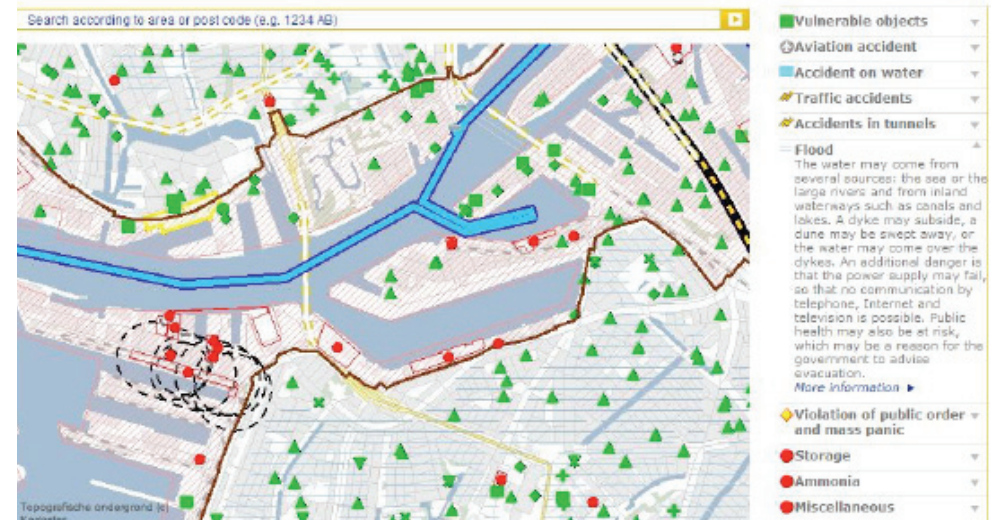 Search according to area or post code (e.g. 1234 AB)
Vulnerable objects
Aviation accident
Accident on water
Traffic accidents
Accidents in tunnels
Flood
The water may come from
several sources: the sea or the
large rivers and from inland
waterways such as canals and
lakes. A dyke may subside, a
dune may be swept away, or
the water may come over the
dykes. An additional danger is
that the power supply may fail,
so that no communication by
telephone, Internet and
television is possible. Public
health may also be at risk,
which may be a reason for the
government to advise
evacuation.
More information
Violation of public order
and mass panic
Storage
Ammonia
Miscellaneous
Topografische ondergrond (c)